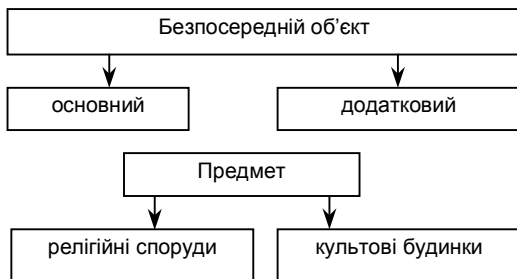 Безпосередній об’єкт
основний
додатковий
Предмет
релігійні споруди
культові будинки